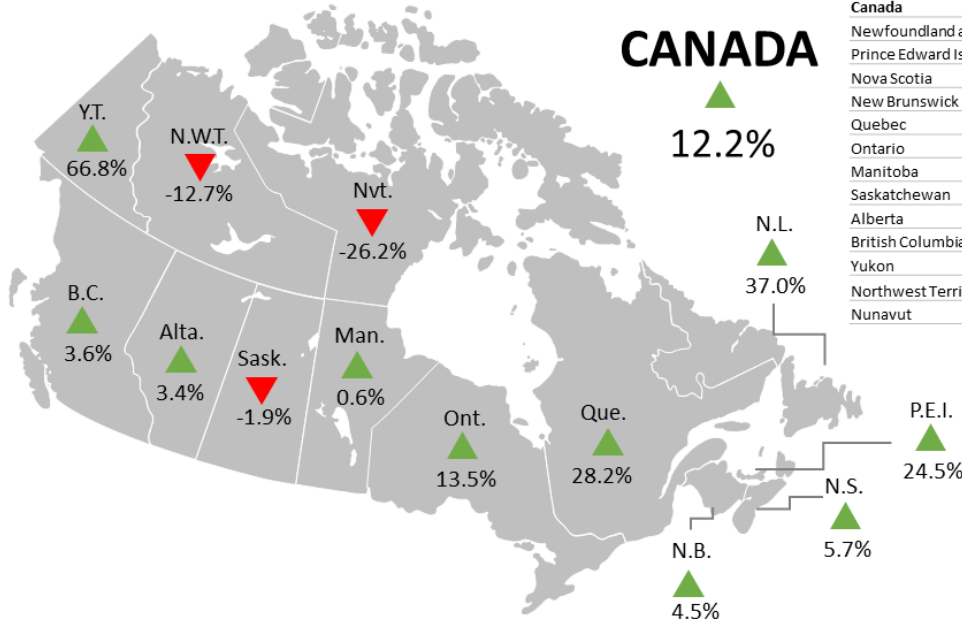 CANADA
12.2%
Y.T.
66.8%
N.W.T.
-12.7%
Nvt.
-26.2%
B.C.
3.6%
Alta.
3.4%
Sask.
-1.9%
Man.
0.6%
Ont.
13.5%
Que.
28.2%
N.L.
37.0%
P.E.I.
24.5%
N.S.
5.7%
N.B.
4.5%
Canada
Newfoundland a
Prince Edward Is
Nova Scotia
New Brunswick
Quebec
Ontario
Manitoba
Saskatchewan
Alberta
British Columbia
Yukon
Northwest Terri
Nunavut